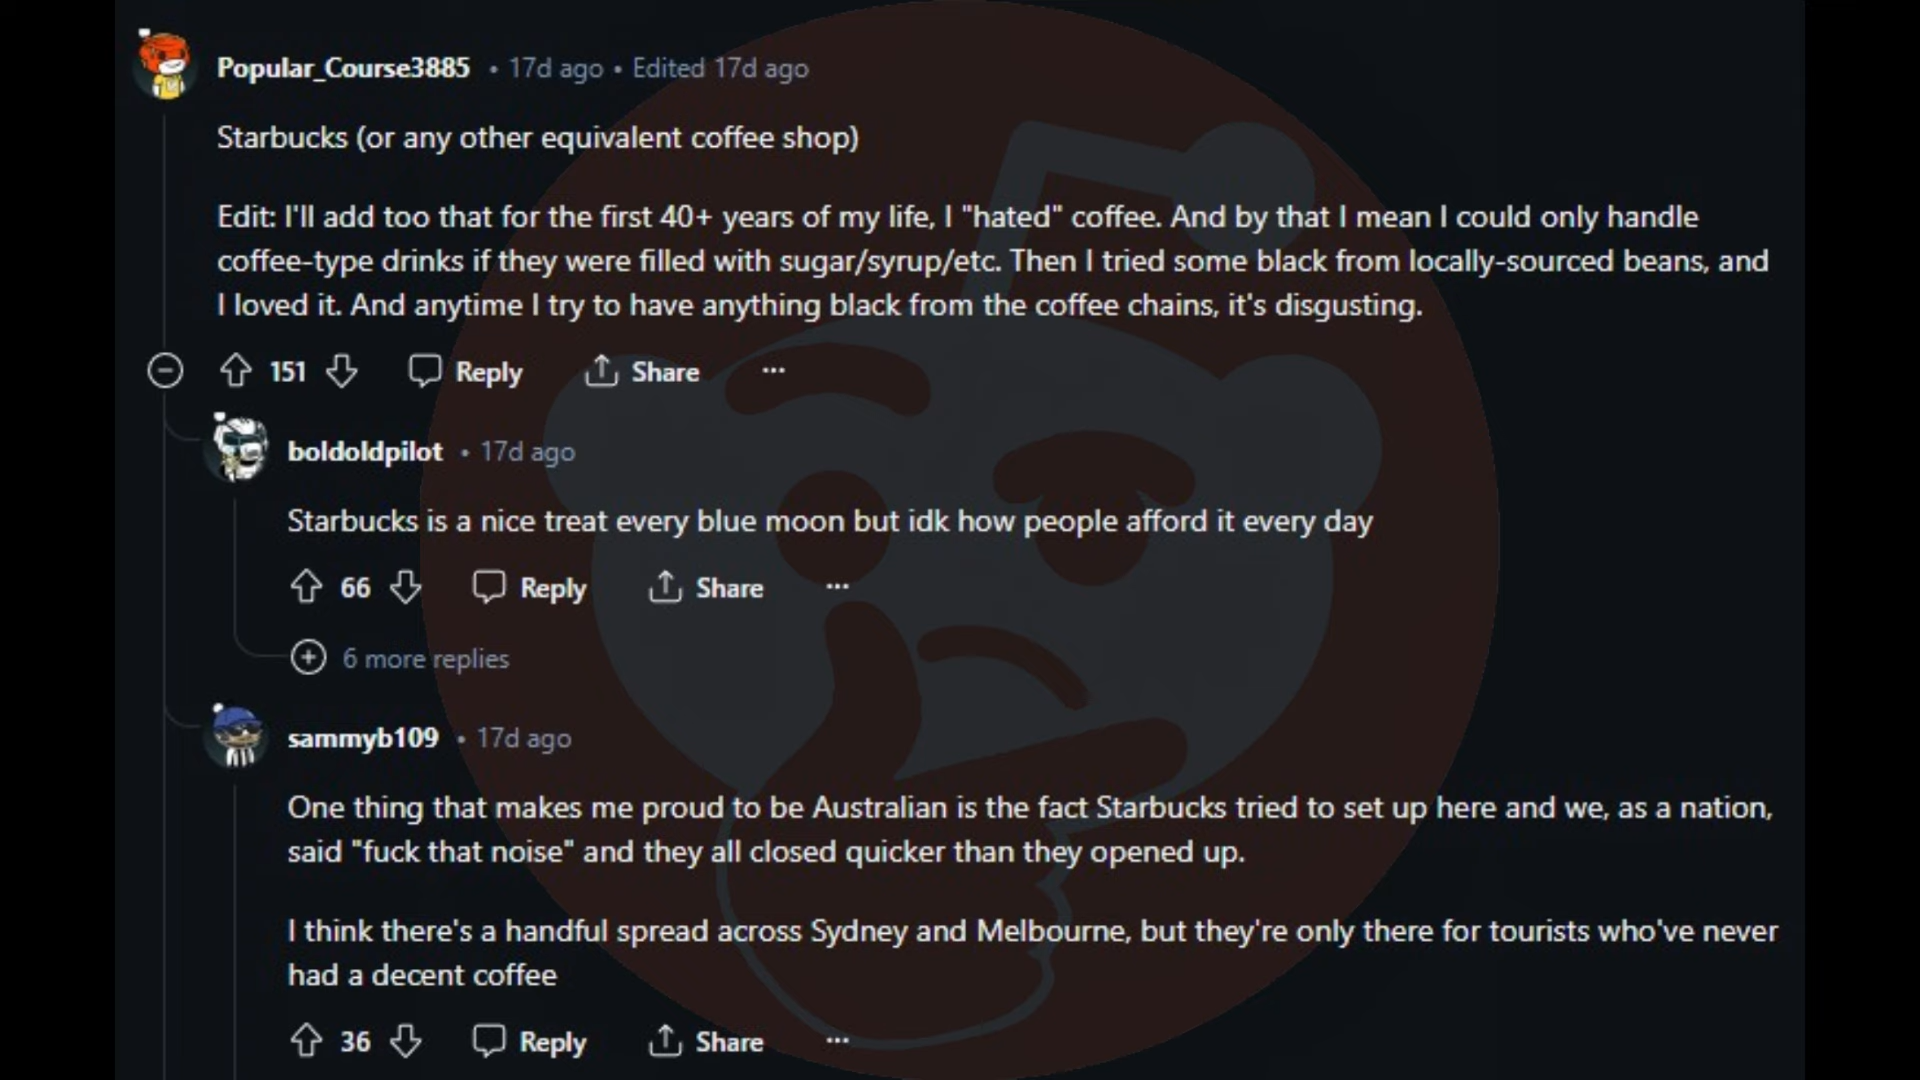 Popular_Course3885 • 17d ago • Edited 17d ago
Starbucks (or any other equivalent coffee shop)
Edit: I'll add too that for the first 40+ years of my life, I "hated" coffee. And by that I mean I could only handle
coffee-type drinks if they were filled with sugar/syrup/etc. Then I tried some black from locally-sourced beans, and
I loved it. And anytime I try to have anything black from the coffee chains, it's disgusting.
151 Reply Share ...
boldoldpilot • 17d ago
Starbucks is a nice treat every blue moon but idk how people afford it every day
66 Reply Share ...
6 more replies
sammyb109 • 17d ago
One thing that makes me proud to be Australian is the fact Starbucks tried to set up here and we, as a nation,
said "fuck that noise" and they all closed quicker than they opened up.
I think there's a handful spread across Sydney and Melbourne, but they're only there for tourists who've never
had a decent coffee
36 Reply Share ...